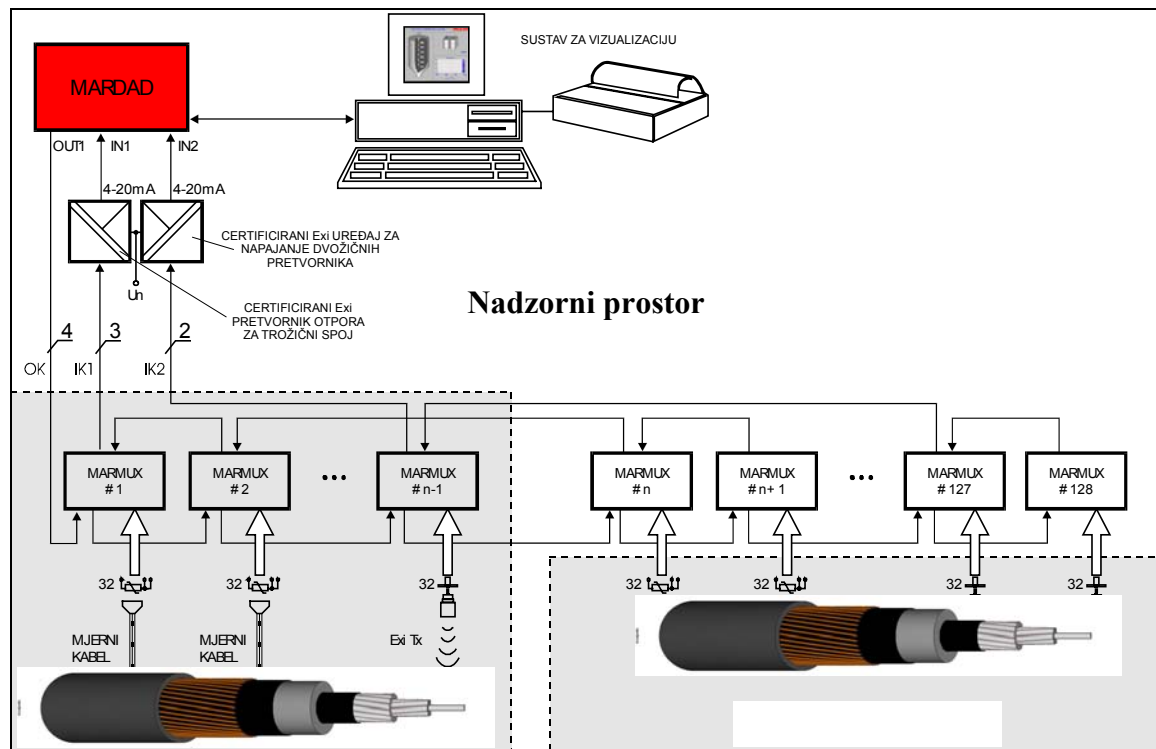 SUSTAV ZA VIZUALIZACIJU
MARDAD
OUT1 IN1 IN2
4-20mA 4-20mA
CERTIFICIRANI Exi UREĐAJ ZA
NAPAJANJE DVOŽIČNIH
PRETVORNIKA
Un
CERTIFICIRANI Exi
PRETVORNIK OTPORA
ZA TROŽIČNI SPOJ
Nadzorni prostor
4 3 2
OK IK1 IK2
MARMUX
# 1
MARMUX
# 2
...
MARMUX
# n-1
MARMUX
# n
MARMUX
# n+ 1
...
MARMUX
# 127
MARMUX
# 128
32 32 32 32 32 32 32
MJERNI
KABEL
MJERNI
KABEL
Exi Tx